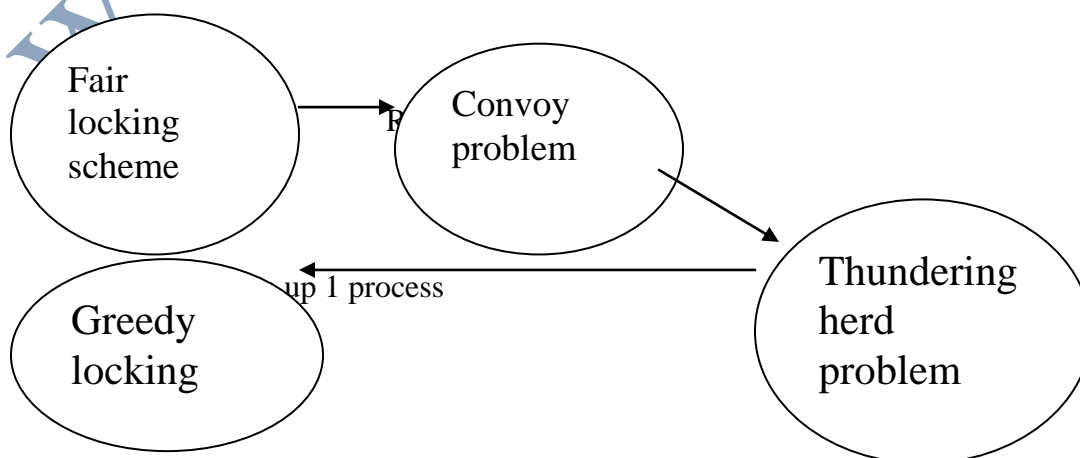 Fair
locking
scheme
Convoy
problem
Thundering
herd
problem
up 1 process
Greedy
locking